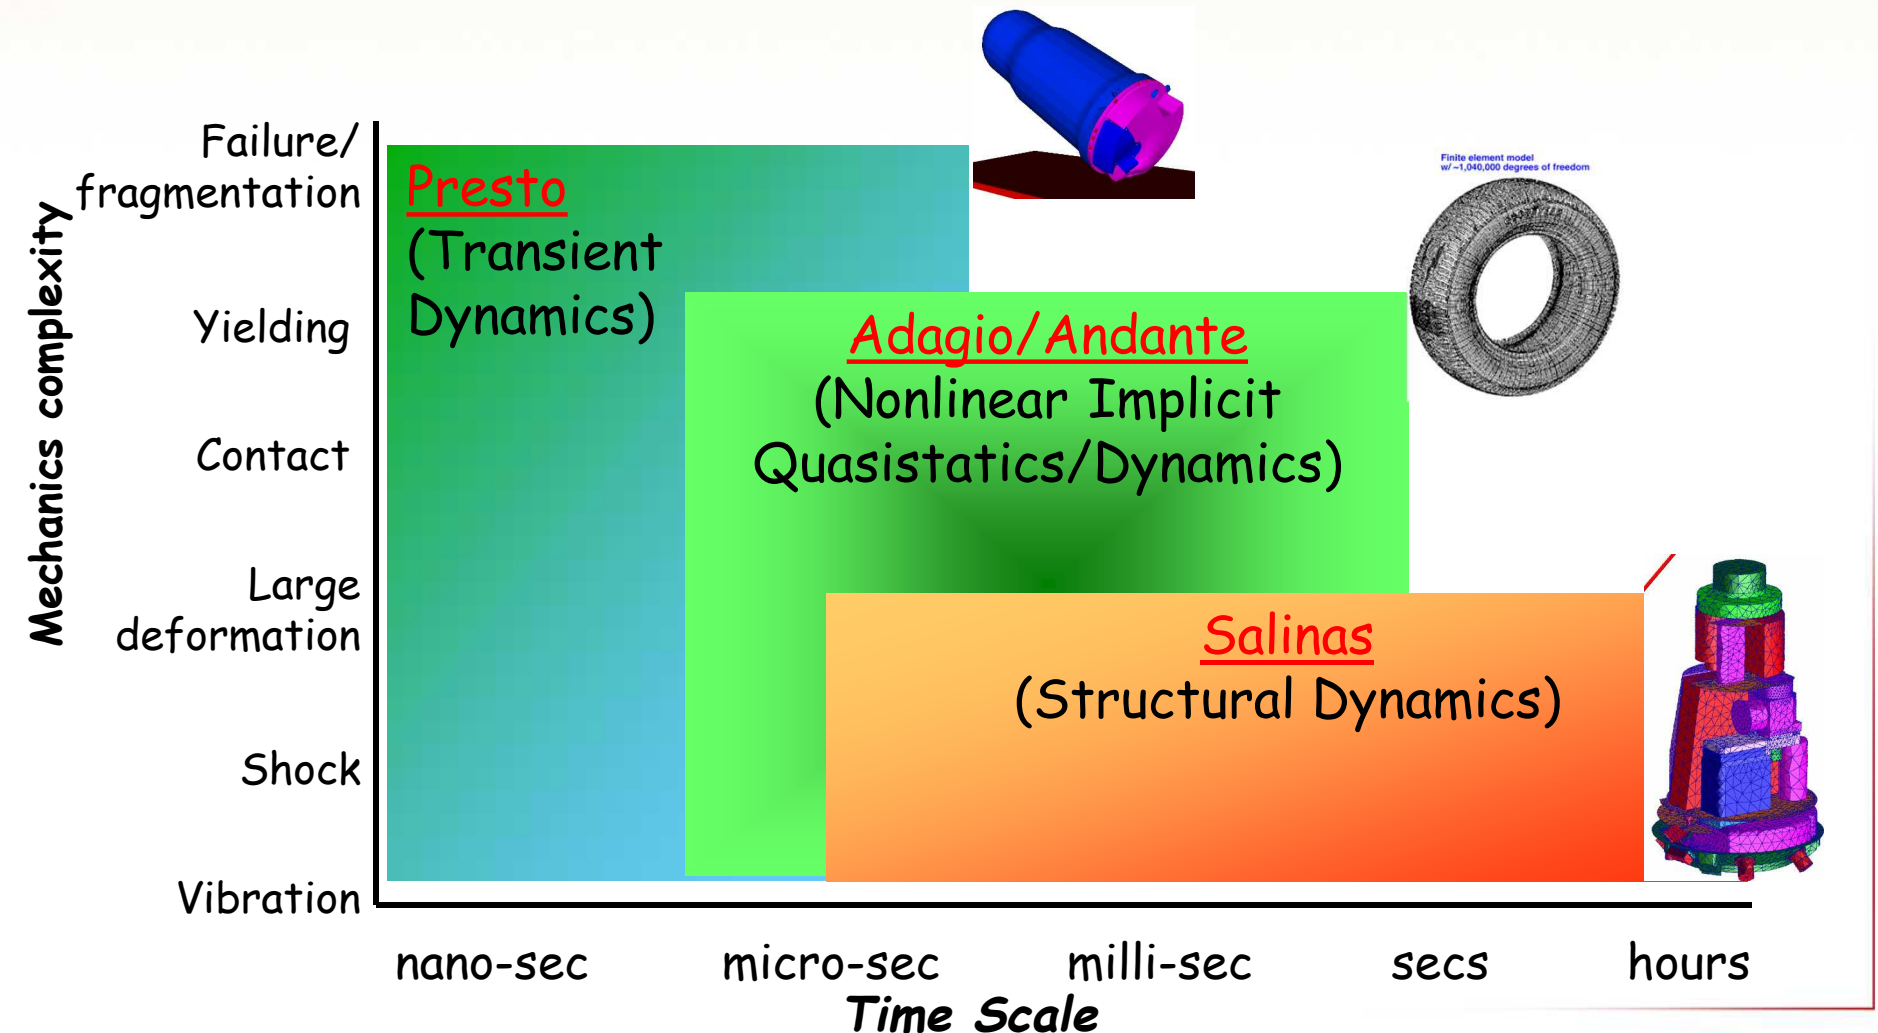 Finite element model
w/ ~1,040,000 degrees of freedom
Mechanics complexity
Failure/
fragmentation
Yielding
Contact
Large
deformation
Shock
Vibration
Presto
(Transient
Dynamics)
Adagio/Andante
(Nonlinear Implicit
Quasistatics/Dynamics)
Salinas
(Structural Dynamics)
nano-sec
micro-sec
milli-sec
secs
hours
Time Scale